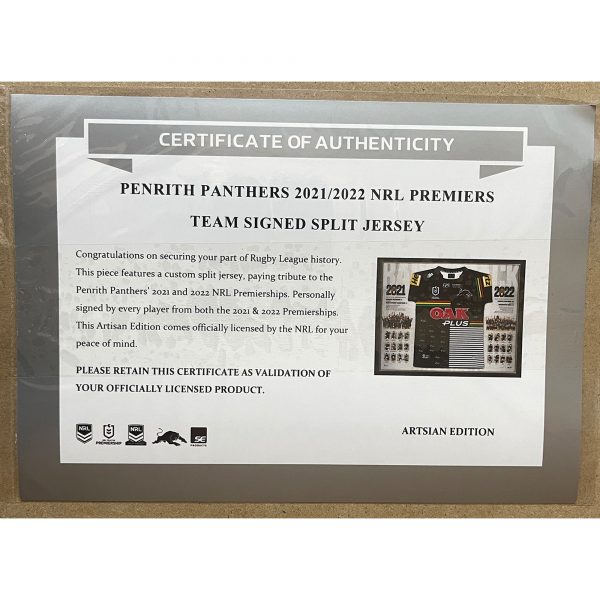 CERTIFICATE OF AUTHENTICITY
PENRITH PANTHERS 2021/2022 NRL PREMIERS
TEAM SIGNED SPLIT JERSEY
Congratulations on securing your part of Rugby League history.
This piece features a custom split jersey, paying tribute to the
Penrith Panthers' 2021 and 2022 NRL Premierships. Personally
signed by every player from both the 2021 & 2022 Premierships.
This Artisan Edition comes officially licensed by the NRL for your
peace of mind.
2021
2022
OAK
PLUS
PLEASE RETAIN THIS CERTIFICATE AS VALIDATION OF
YOUR OFFICIALLY LICENSED PRODUCT.
NRL
PREMIERSHIP
NRL
SE
PRODUCTS
ARTSIAN EDITION